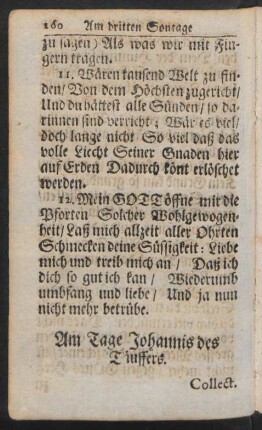 160 Am dritten Sontage
zu sagen) Als was wir mit Fin-
gern tragen.
11. Wären tausend Welt zu fin-
den/ Von dem Höchsten zugericht/
Und du hättest alle Sünden/ so da-
rinnen sind verricht; Wär es viel/
doch lange nicht So viel daß das
volle Liecht Seiner Gnaden hier
auf Erden Dadurch könt erlöschet
werden.
12. Mein GOTT öffne mir die
Pforten Solcher Wohlgewogen-
heit/ Laß mich allzeit aller Ohrten
Schmecken deine Süssigkeit: Liebe
mich und treib mich an/ Daß ich
dich so gut ich kan/ Wiederumb
umbfang und liebe/ Und ja nun
nicht mehr betrübe.
Am Tage Johannis des
Täuffers.
Collect.